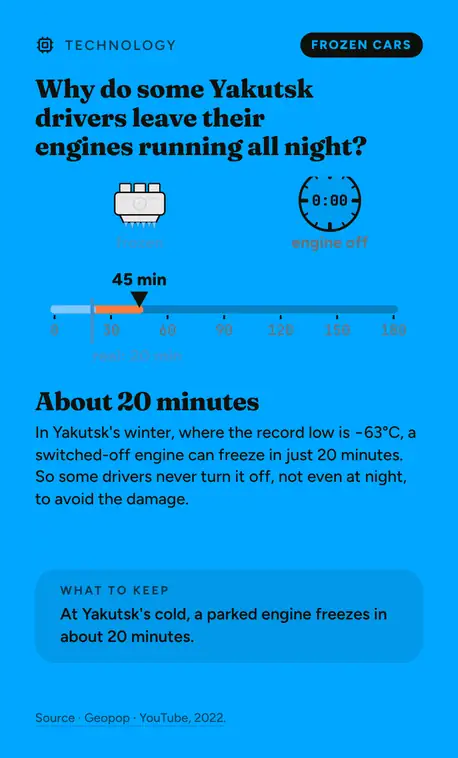 TECHNOLOGY
FROZEN CARS
Why do some Yakutsk
drivers leave their
engines running all night?
0:00
frozen
engine off
45 min
0 30 60 90 120 150 180
real: 20 min
About 20 minutes
In Yakutsk's winter, where the record low is −63°C, a
switched-off engine can freeze in just 20 minutes.
So some drivers never turn it off, not even at night,
to avoid the damage.
WHAT TO KEEP
At Yakutsk's cold, a parked engine freezes in
about 20 minutes.
Source · Geopop · YouTube, 2022.